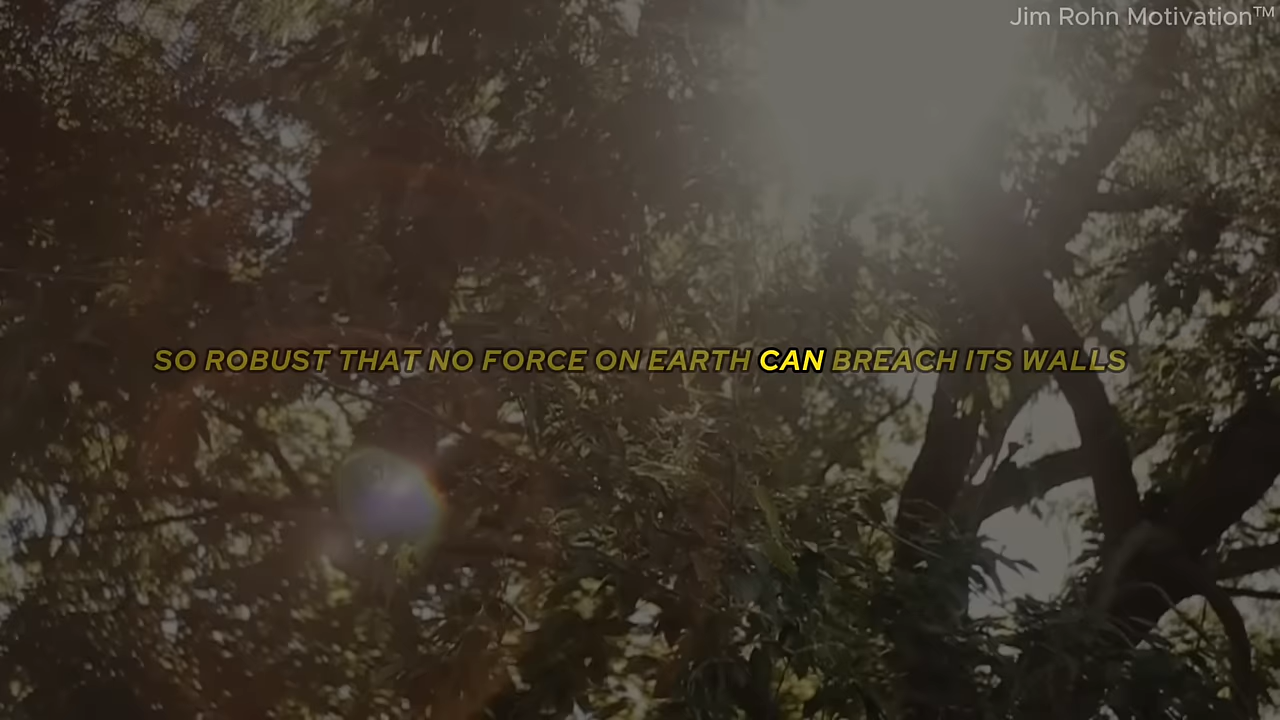 Jim Rohn Motivation™
SO ROBUST THAT NO FORCE ON EARTH CAN BREACH ITS WALLS